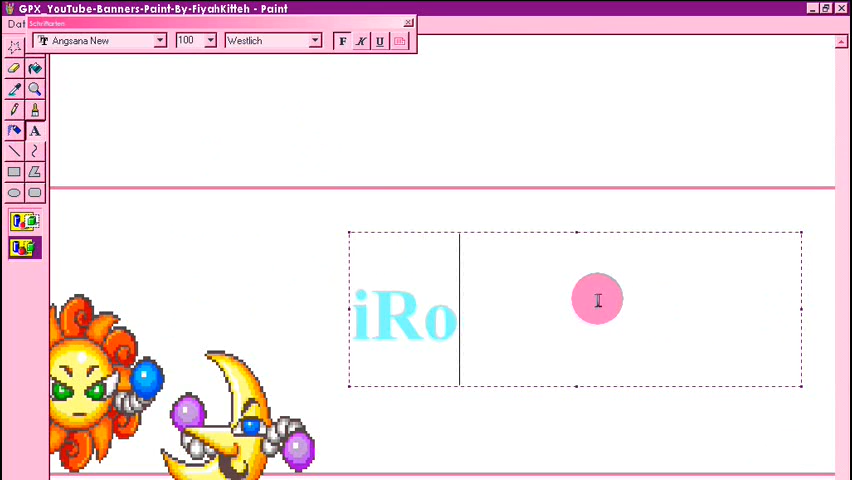 GPX_YouTube-Banners-Paint-By-FiyahKitteh - Paint
Dat
Schriftarten
Angsana New
100
Westlich
F K U
A
iRo